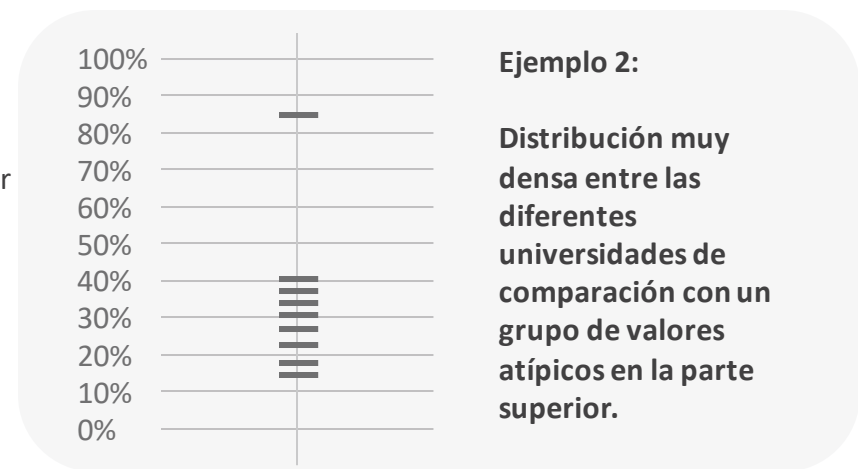 100%
90%
80%
70%
60%
50%
40%
30%
20%
10%
0%
r
Ejemplo 2:
Distribución muy
densa entre las
diferentes
universidades de
comparación con un
grupo de valores
atípicos en la parte
superior.